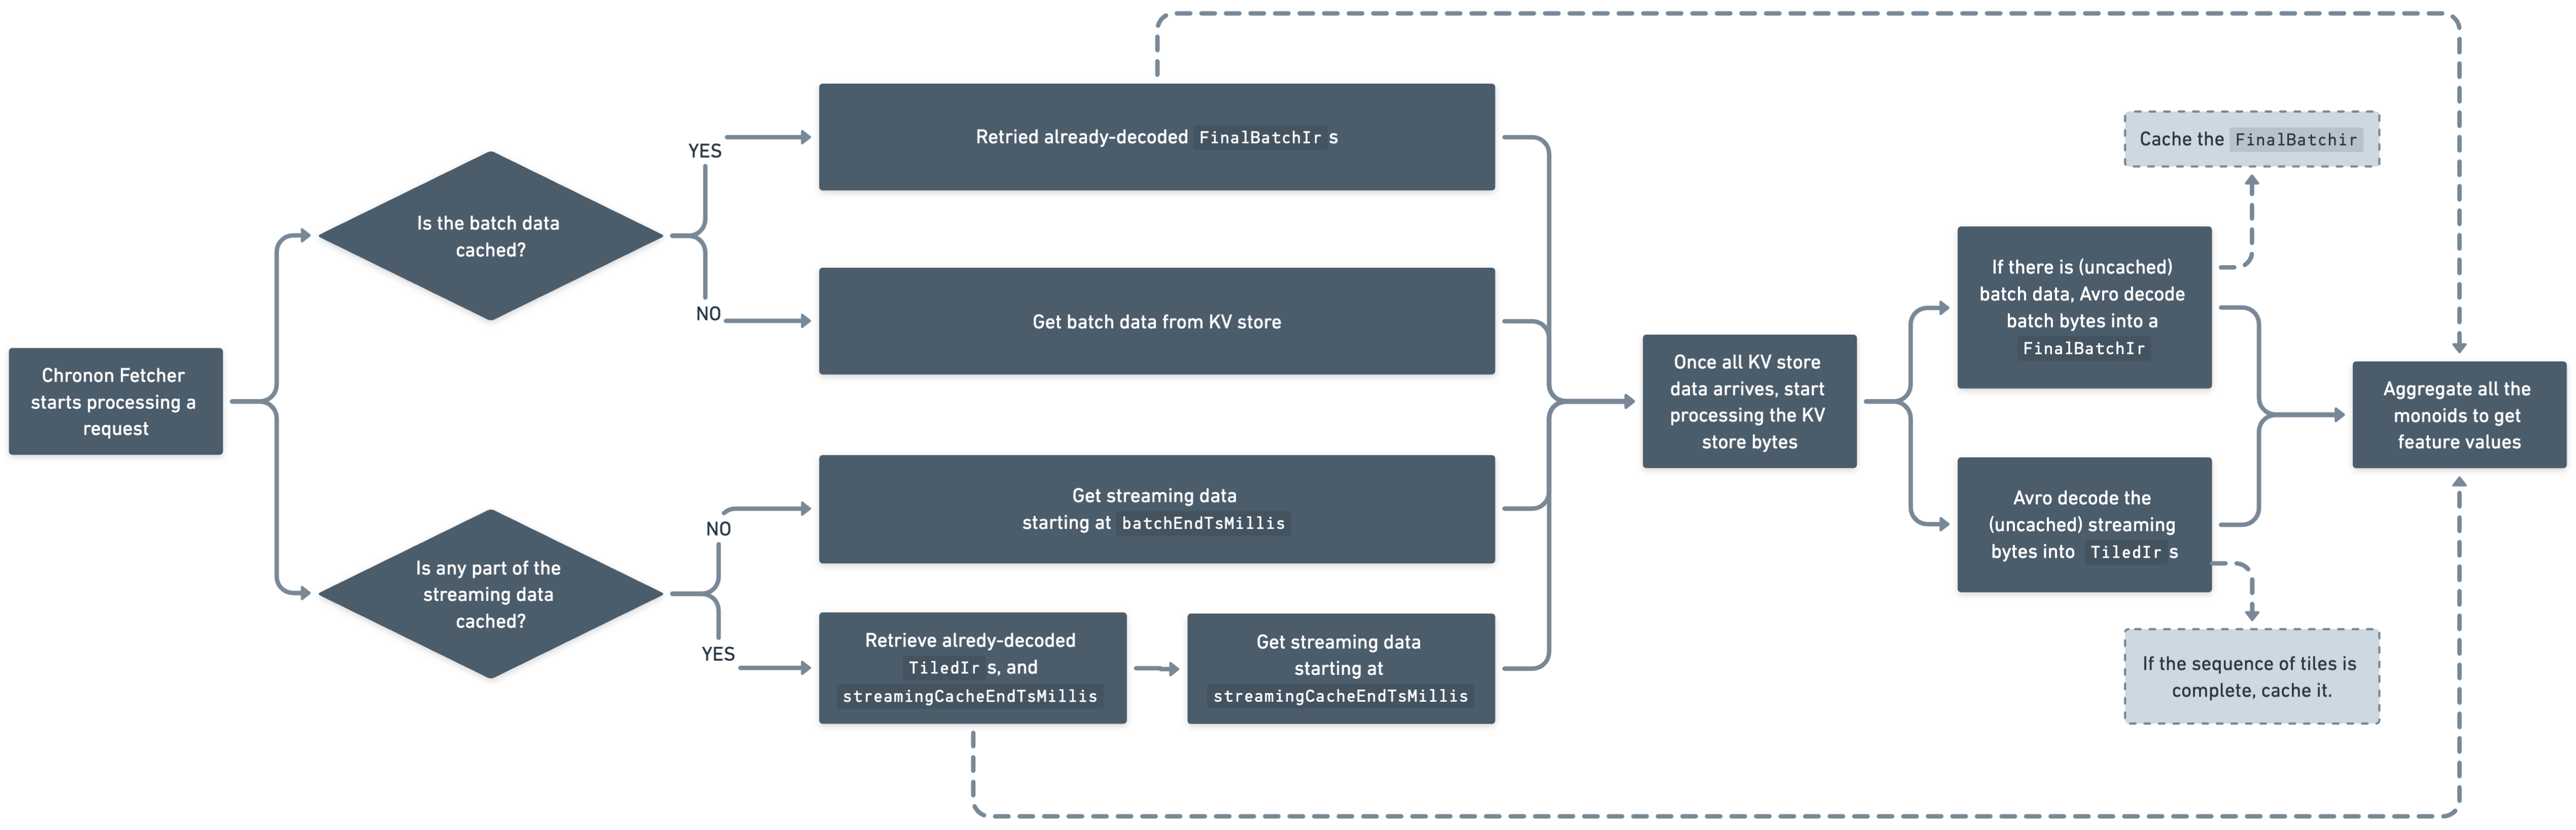 Chronon Fetcher
starts processing a
request
Is the batch data
cached?
YES
NO
Retried already-decoded FinalBatchIr s
Get batch data from KV store
Is any part of the
streaming data
cached?
NO
YES
Get streaming data
starting at batchEndTsMillis
Retrieve alredy-decoded
TiledIr s, and
streamingCacheEndTsMillis
Get streaming data
starting at
streamingCacheEndTsMillis
Once all KV store
data arrives, start
processing the KV
store bytes
If there is (uncached)
batch data, Avro decode
batch bytes into a
FinalBatchIr
Cache the FinalBatchir
Avro decode the
(uncached) streaming
bytes into TiledIr s
If the sequence of tiles is
complete, cache it.
Aggregate all the
monoids to get
feature values